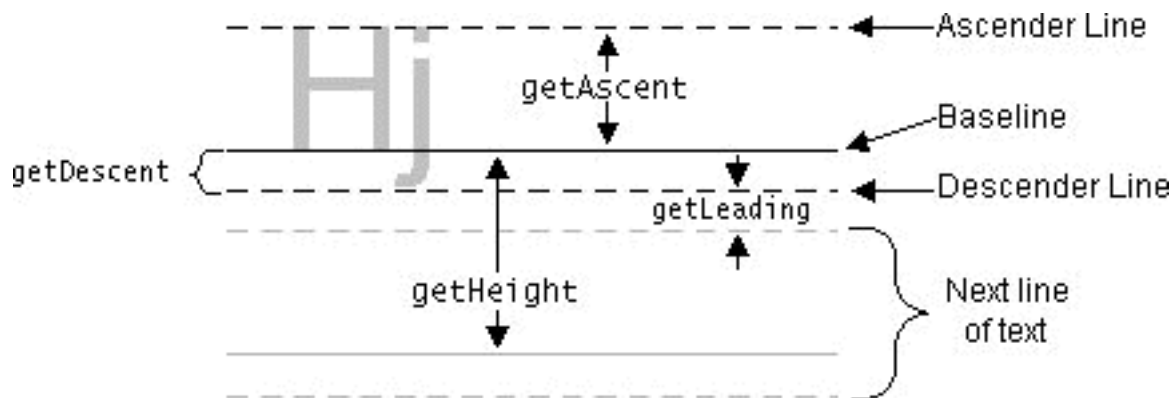 Ascender Line
Hj
getAscent
Baseline
getDescent
Descender Line
getLeading
getHeight
Next line
of text